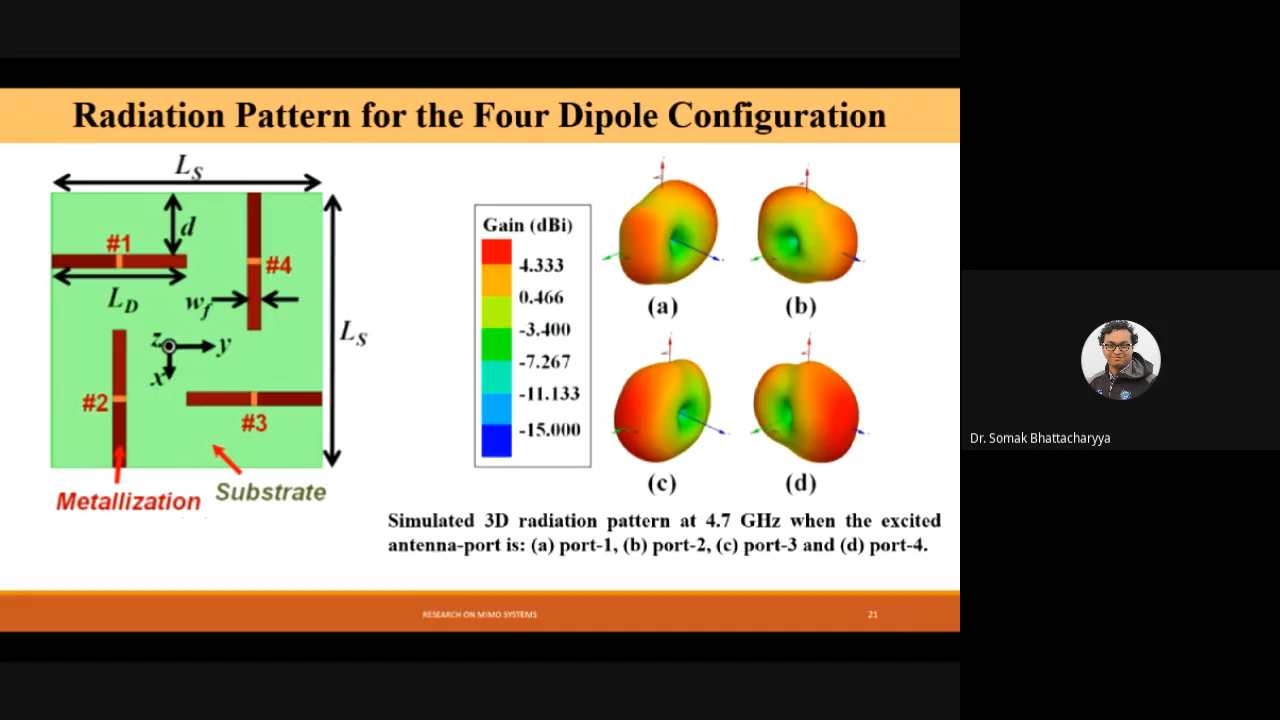 Radiation Pattern for the Four Dipole Configuration
L_S
d
#1
#4
L_D
w_f
L_S
z
y
x
#2
#3
Metallization
Substrate
Gain (dBi)
4.333
0.466
-3.400
-7.267
-11.133
-15.000
(a)
(b)
(c)
(d)
Simulated 3D radiation pattern at 4.7 GHz when the excited
antenna-port is: (a) port-1, (b) port-2, (c) port-3 and (d) port-4.
RESEARCH ON MIMO SYSTEMS
21
Dr. Somak Bhattacharyya